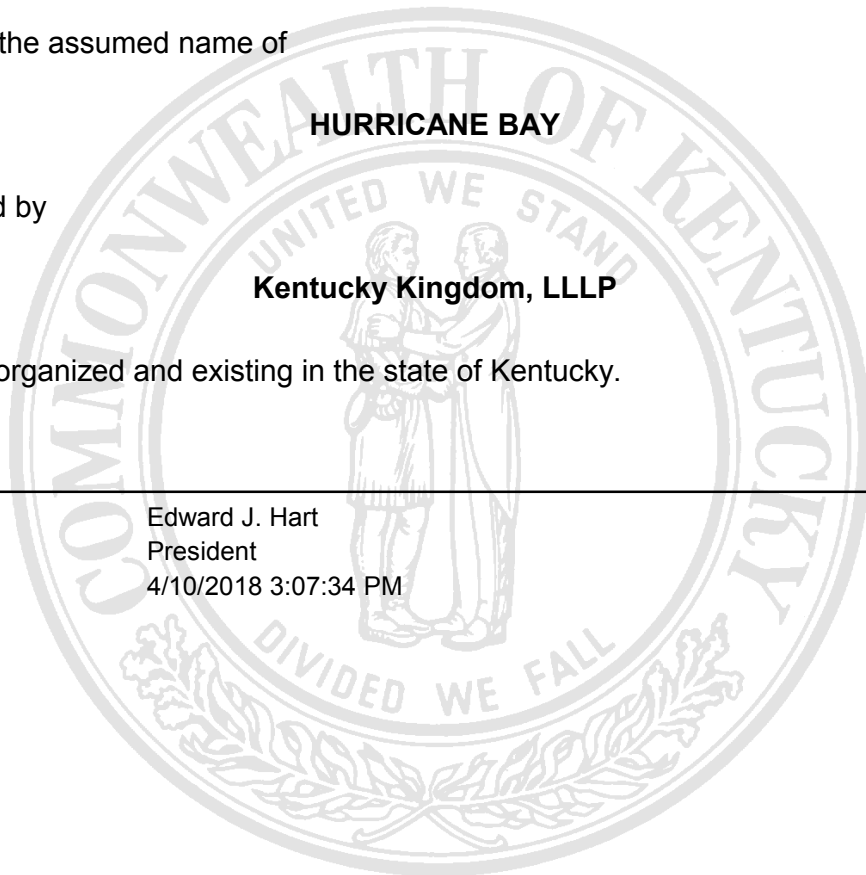 the assumed name of
HURRICANE BAY
d by
Kentucky Kingdom, LLLP
organized and existing in the state of Kentucky.
Edward J. Hart
President
4/10/2018 3:07:34 PM
COMMONWEALTH OF KENTUCKY
UNITED WE STAND
DIVIDED WE FALL